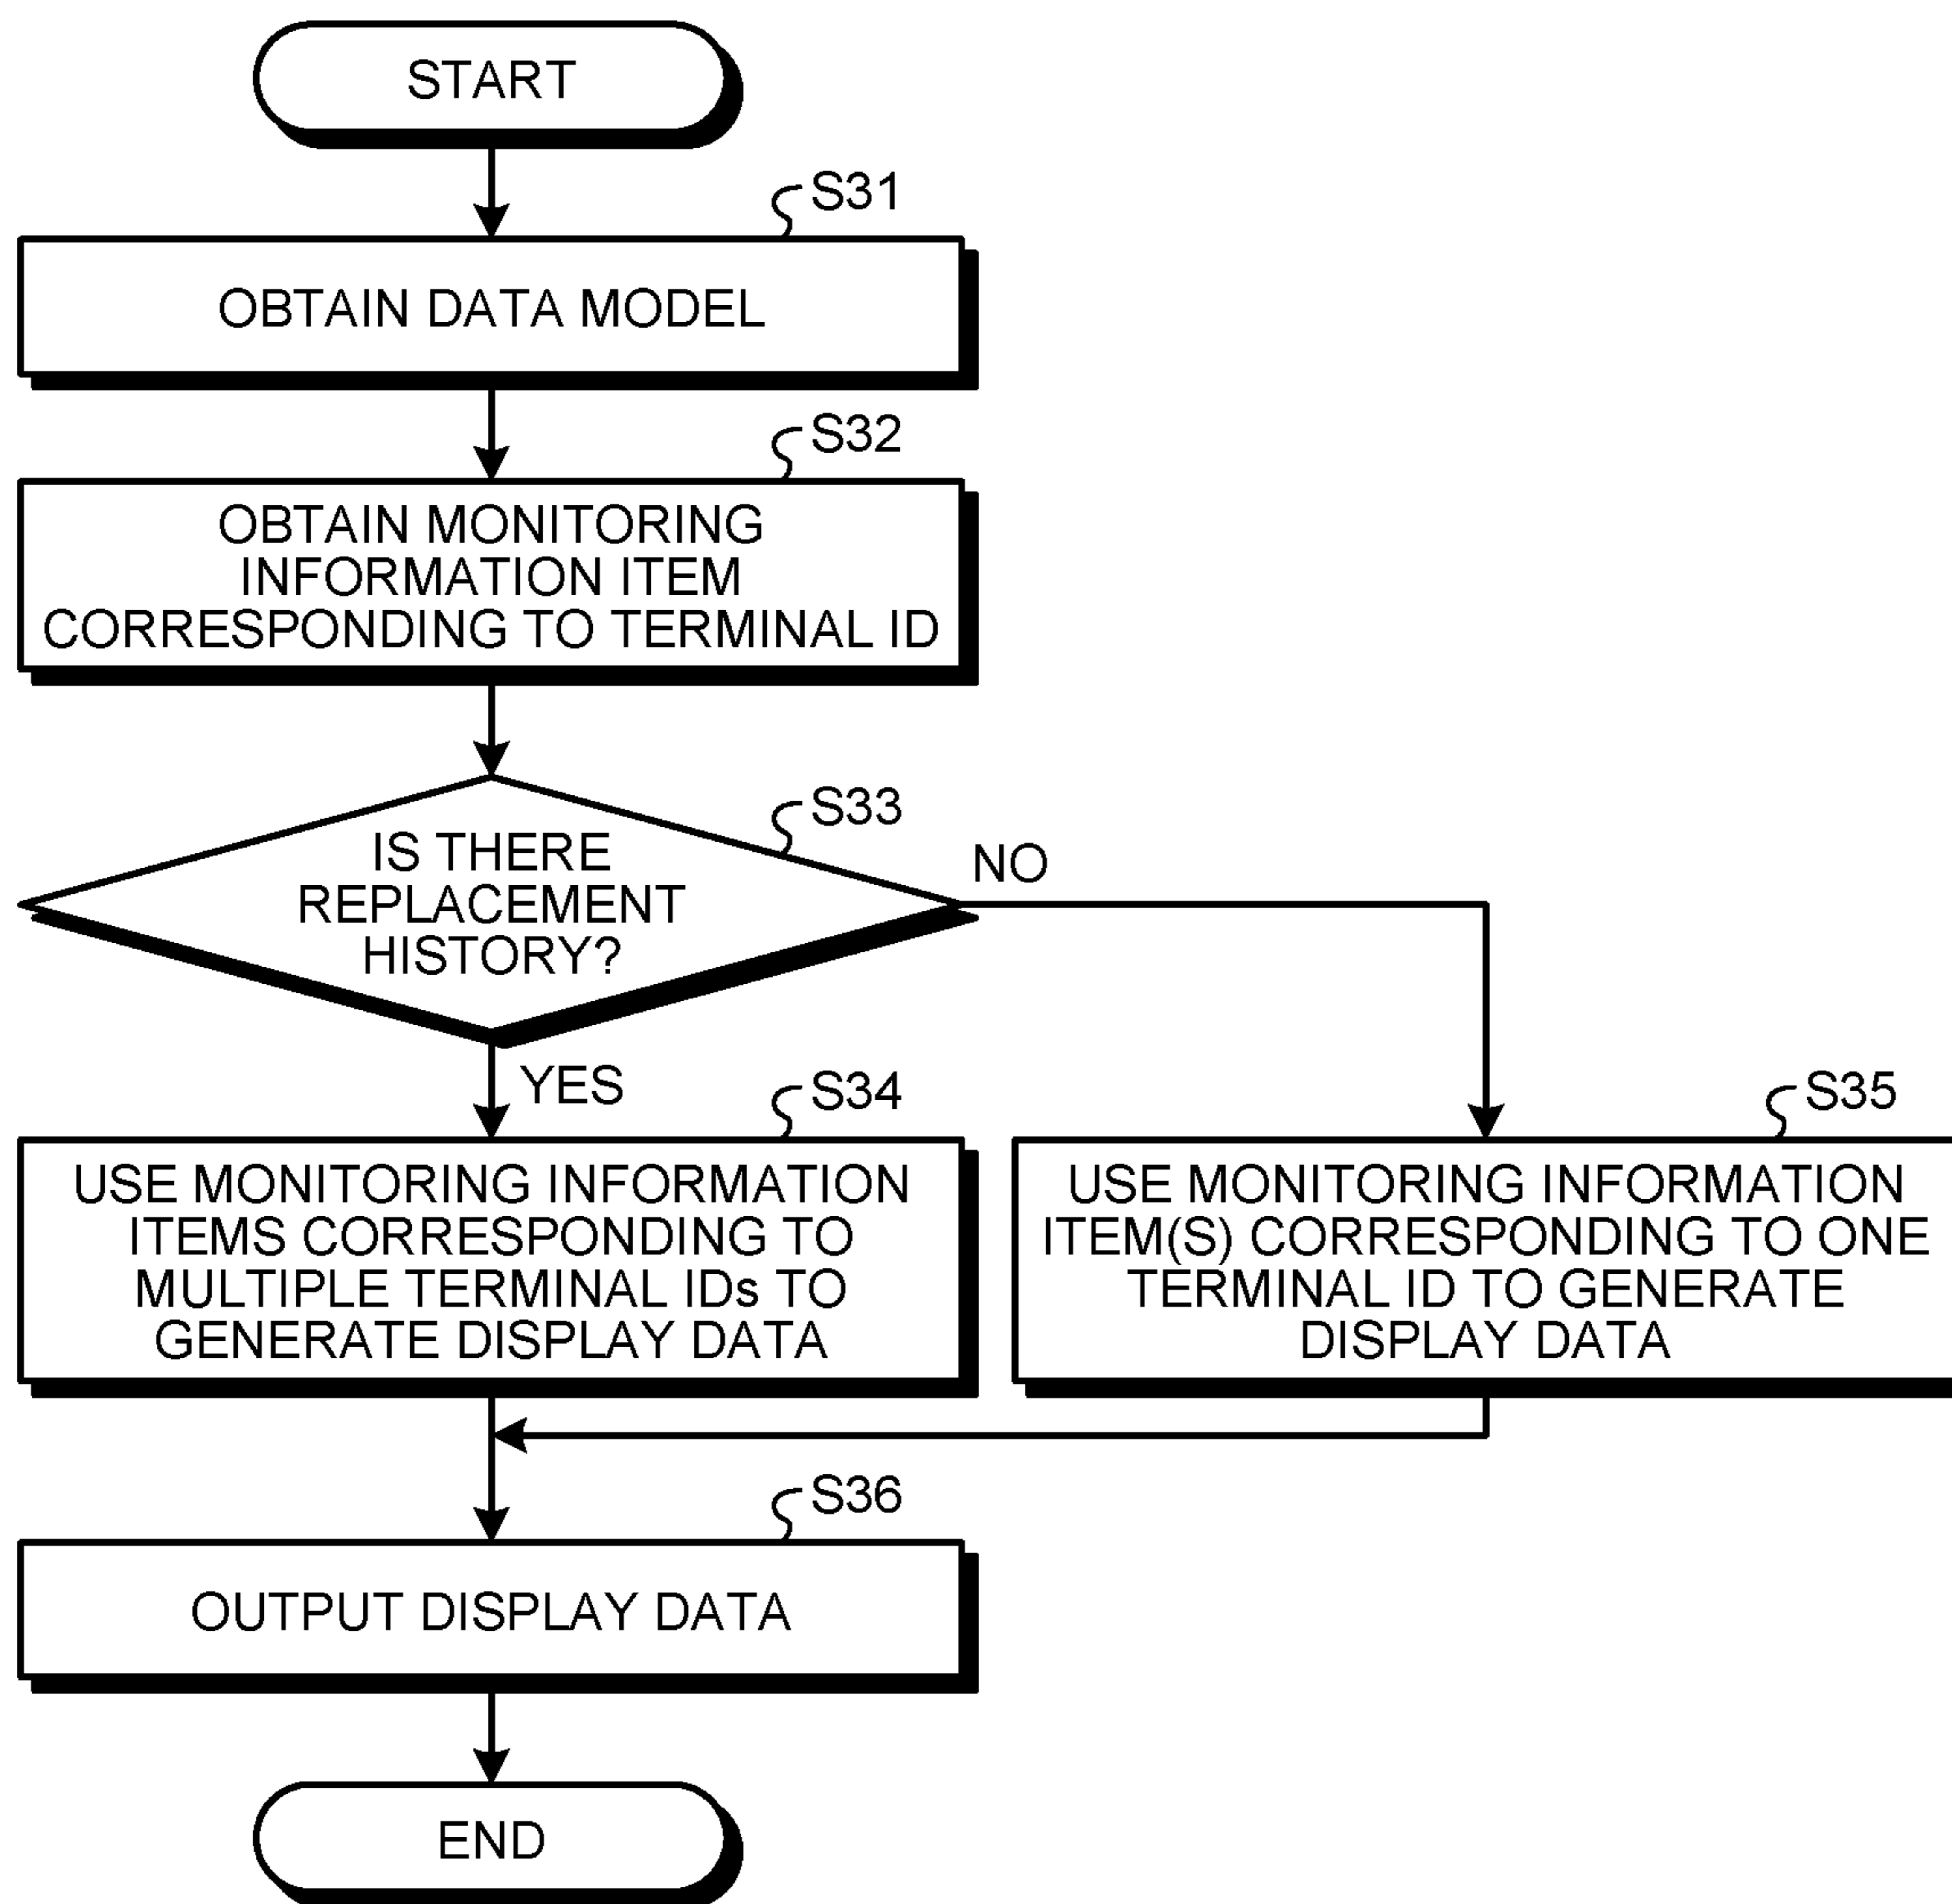 START
S31
OBTAIN DATA MODEL
S32
OBTAIN MONITORING
INFORMATION ITEM
CORRESPONDING TO TERMINAL ID
S33
IS THERE
REPLACEMENT
HISTORY?
NO
YES
S34
USE MONITORING INFORMATION
ITEMS CORRESPONDING TO
MULTIPLE TERMINAL IDs TO
GENERATE DISPLAY DATA
S35
USE MONITORING INFORMATION
ITEM(S) CORRESPONDING TO ONE
TERMINAL ID TO GENERATE
DISPLAY DATA
S36
OUTPUT DISPLAY DATA
END